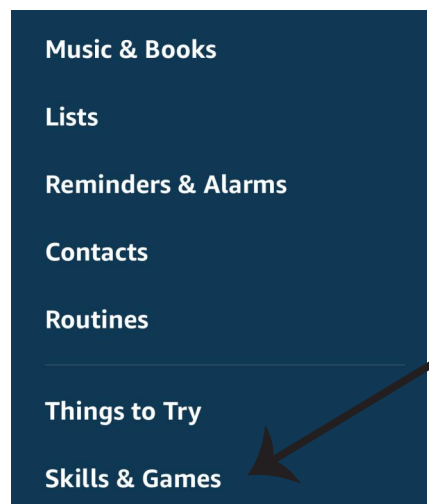 Music & Books
Lists
Reminders & Alarms
Contacts
Routines
Things to Try
Skills & Games